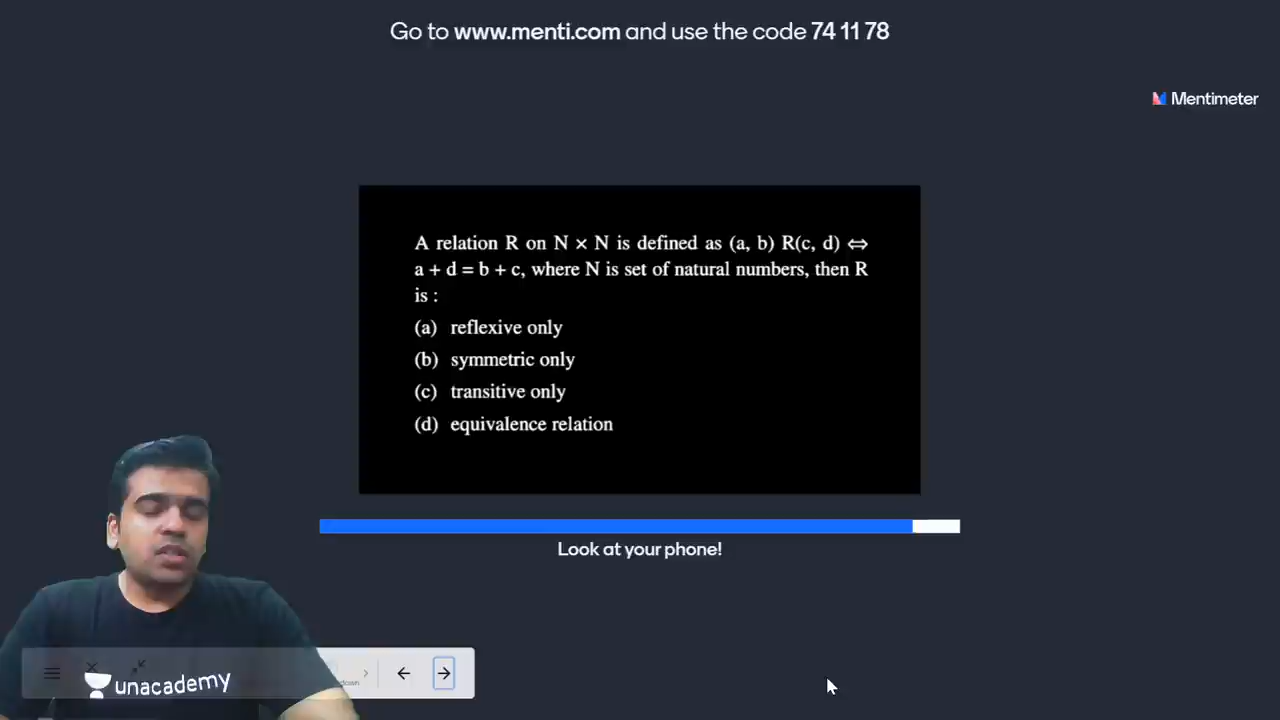 Go to www.menti.com and use the code 74 11 78
Mentimeter
A relation R on N × N is defined as (a, b) R(c, d) ⇔
a + d = b + c, where N is set of natural numbers, then R
is :
(a) reflexive only
(b) symmetric only
(c) transitive only
(d) equivalence relation
Look at your phone!
unacademy